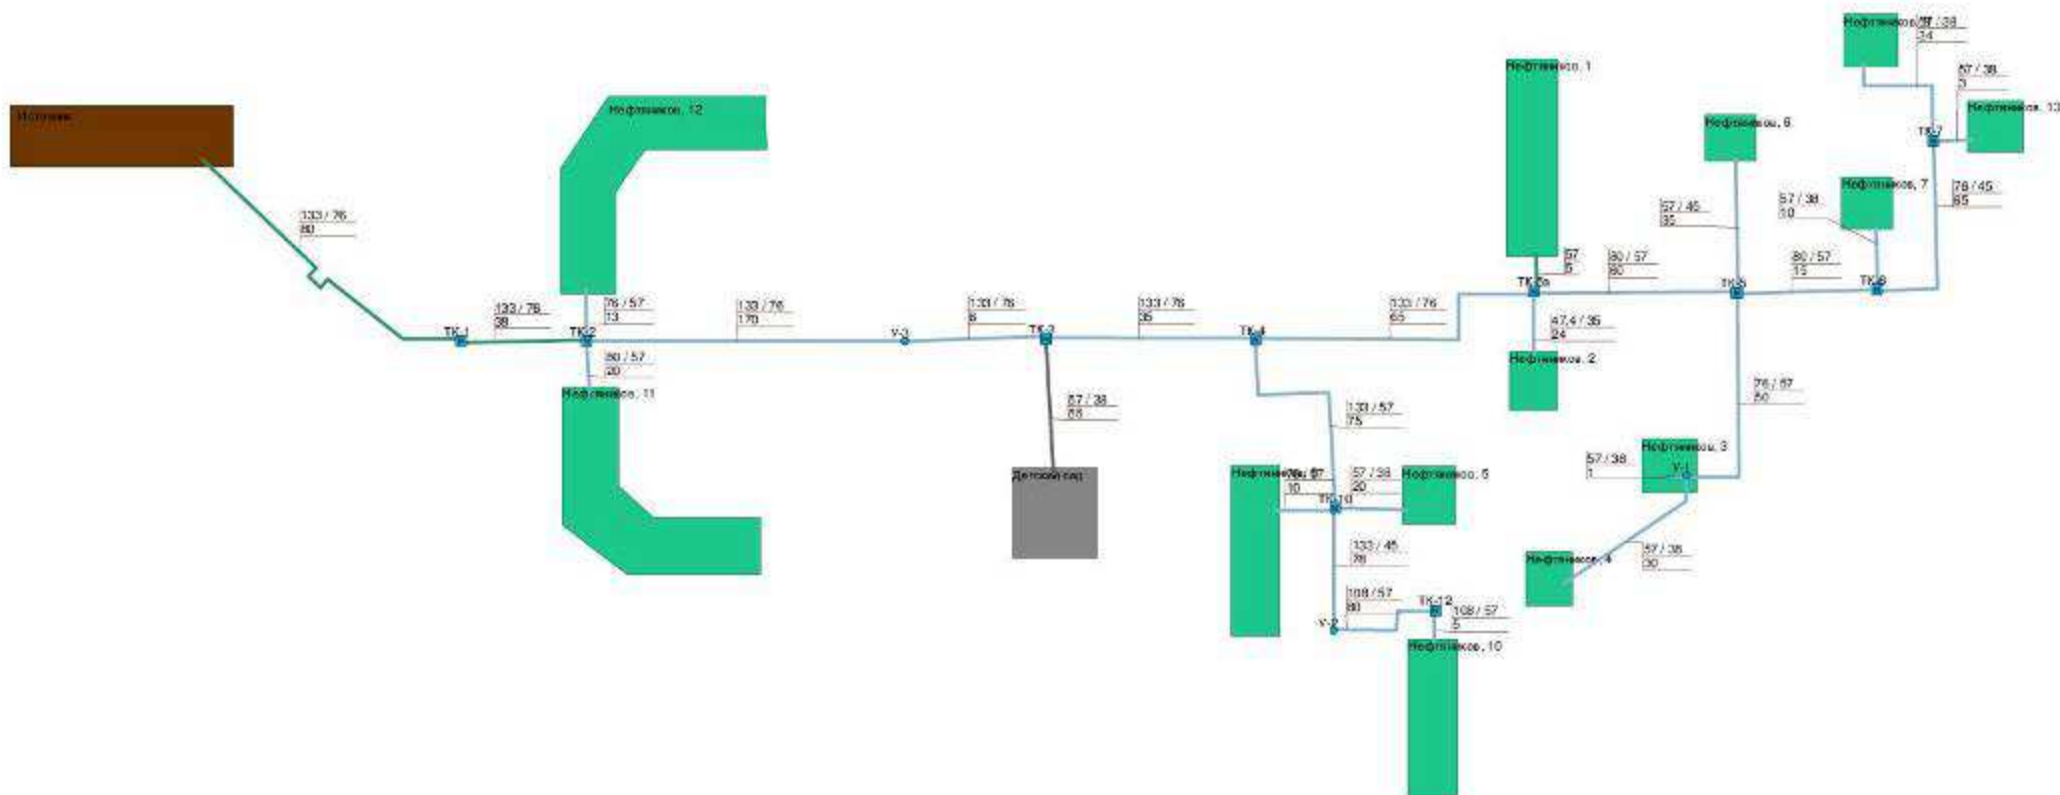 Источник
133 / 76
80
ТК-1
133 / 76
38
Нефтяников, 12
ТК-2
76 / 57
13
80 / 57
20
Нефтяников, 11
133 / 76
170
У-3
133 / 76
6
ТК-3
133 / 76
35
57 / 38
Детский сад
ТК-4
133 / 76
65
133 / 57
75
Нефтяников,
10
57 / 38
20
Нефтяников, 5
ТК-10
133 / 45
76
108 / 57
80
У-2
ТК-12
108 / 57
5
Нефтяников, 10
Нефтяников, 1
57
5
ТК-5а
47,4 / 35
24
Нефтяников, 2
80 / 57
60
Нефтяников, 6
57 / 45
35
ТК-5
76 / 57
50
Нефтяников, 3
57 / 38
1
У-1
57 / 38
30
Нефтяников, 4
80 / 57
15
ТК-6
57 / 38
10
Нефтяников, 7
76 / 45
65
ТК-7
Нефтяников,
57 / 38
3
Нефтяников, 13